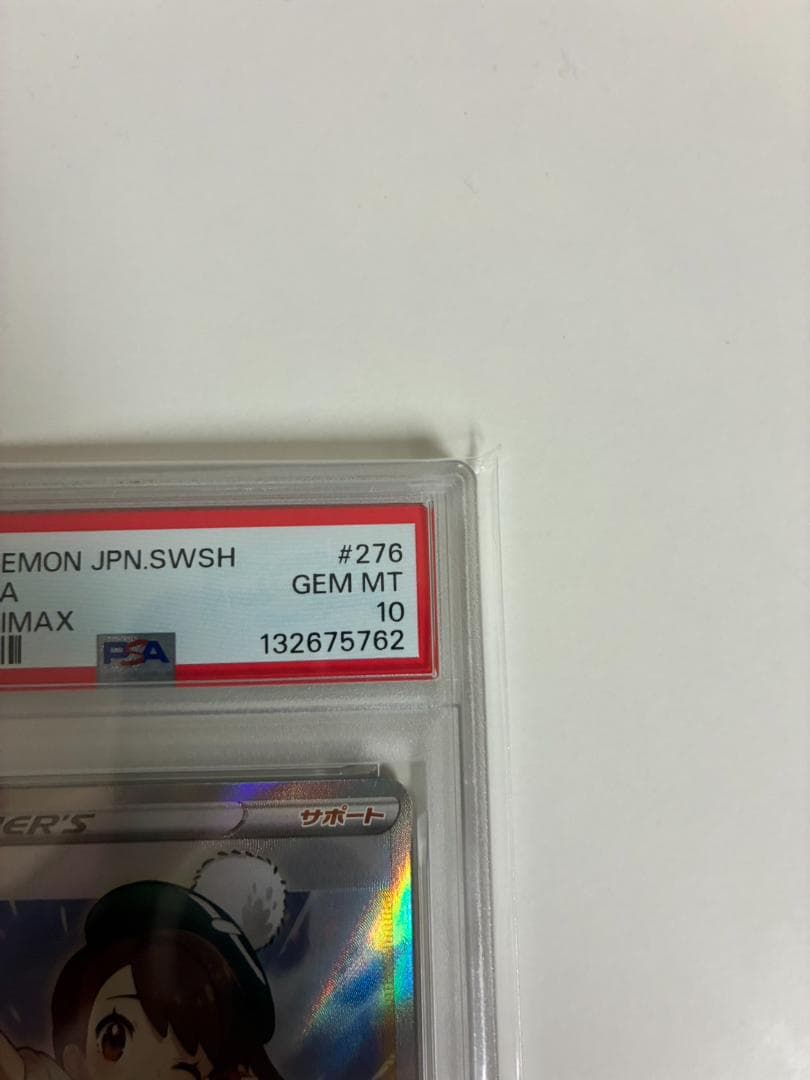 EMON JPN.SWSH #276
A GEM MT
IMAX 10
PSA 132675762
ER'S サポート